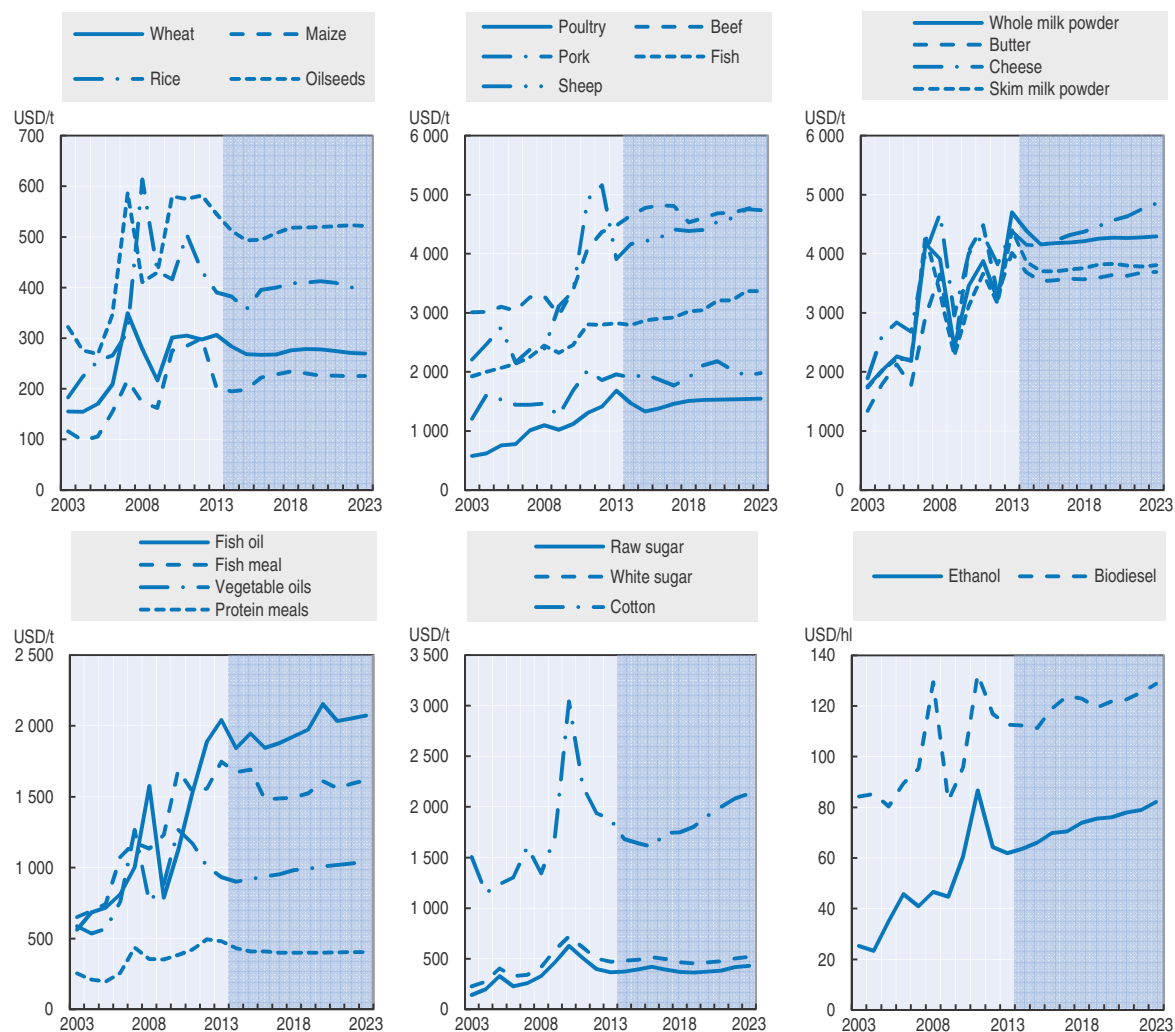 Wheat Maize
Rice Oilseeds
USD/t
700
600
500
400
300
200
100
0
2003 2008 2013 2018 2023
Poultry Beef
Pork Fish
Sheep
USD/t
6 000
5 000
4 000
3 000
2 000
1 000
0
2003 2008 2013 2018 2023
Whole milk powder
Butter
Cheese
Skim milk powder
USD/t
6 000
5 000
4 000
3 000
2 000
1 000
0
2003 2008 2013 2018 2023
Fish oil
Fish meal
Vegetable oils
Protein meals
USD/t
2 500
2 000
1 500
1 000
500
0
2003 2008 2013 2018 2023
Raw sugar
White sugar
Cotton
USD/t
3 500
3 000
2 500
2 000
1 500
1 000
500
0
2003 2008 2013 2018 2023
Ethanol Biodiesel
USD/hl
140
120
100
80
60
40
20
0
2003 2008 2013 2018 2023